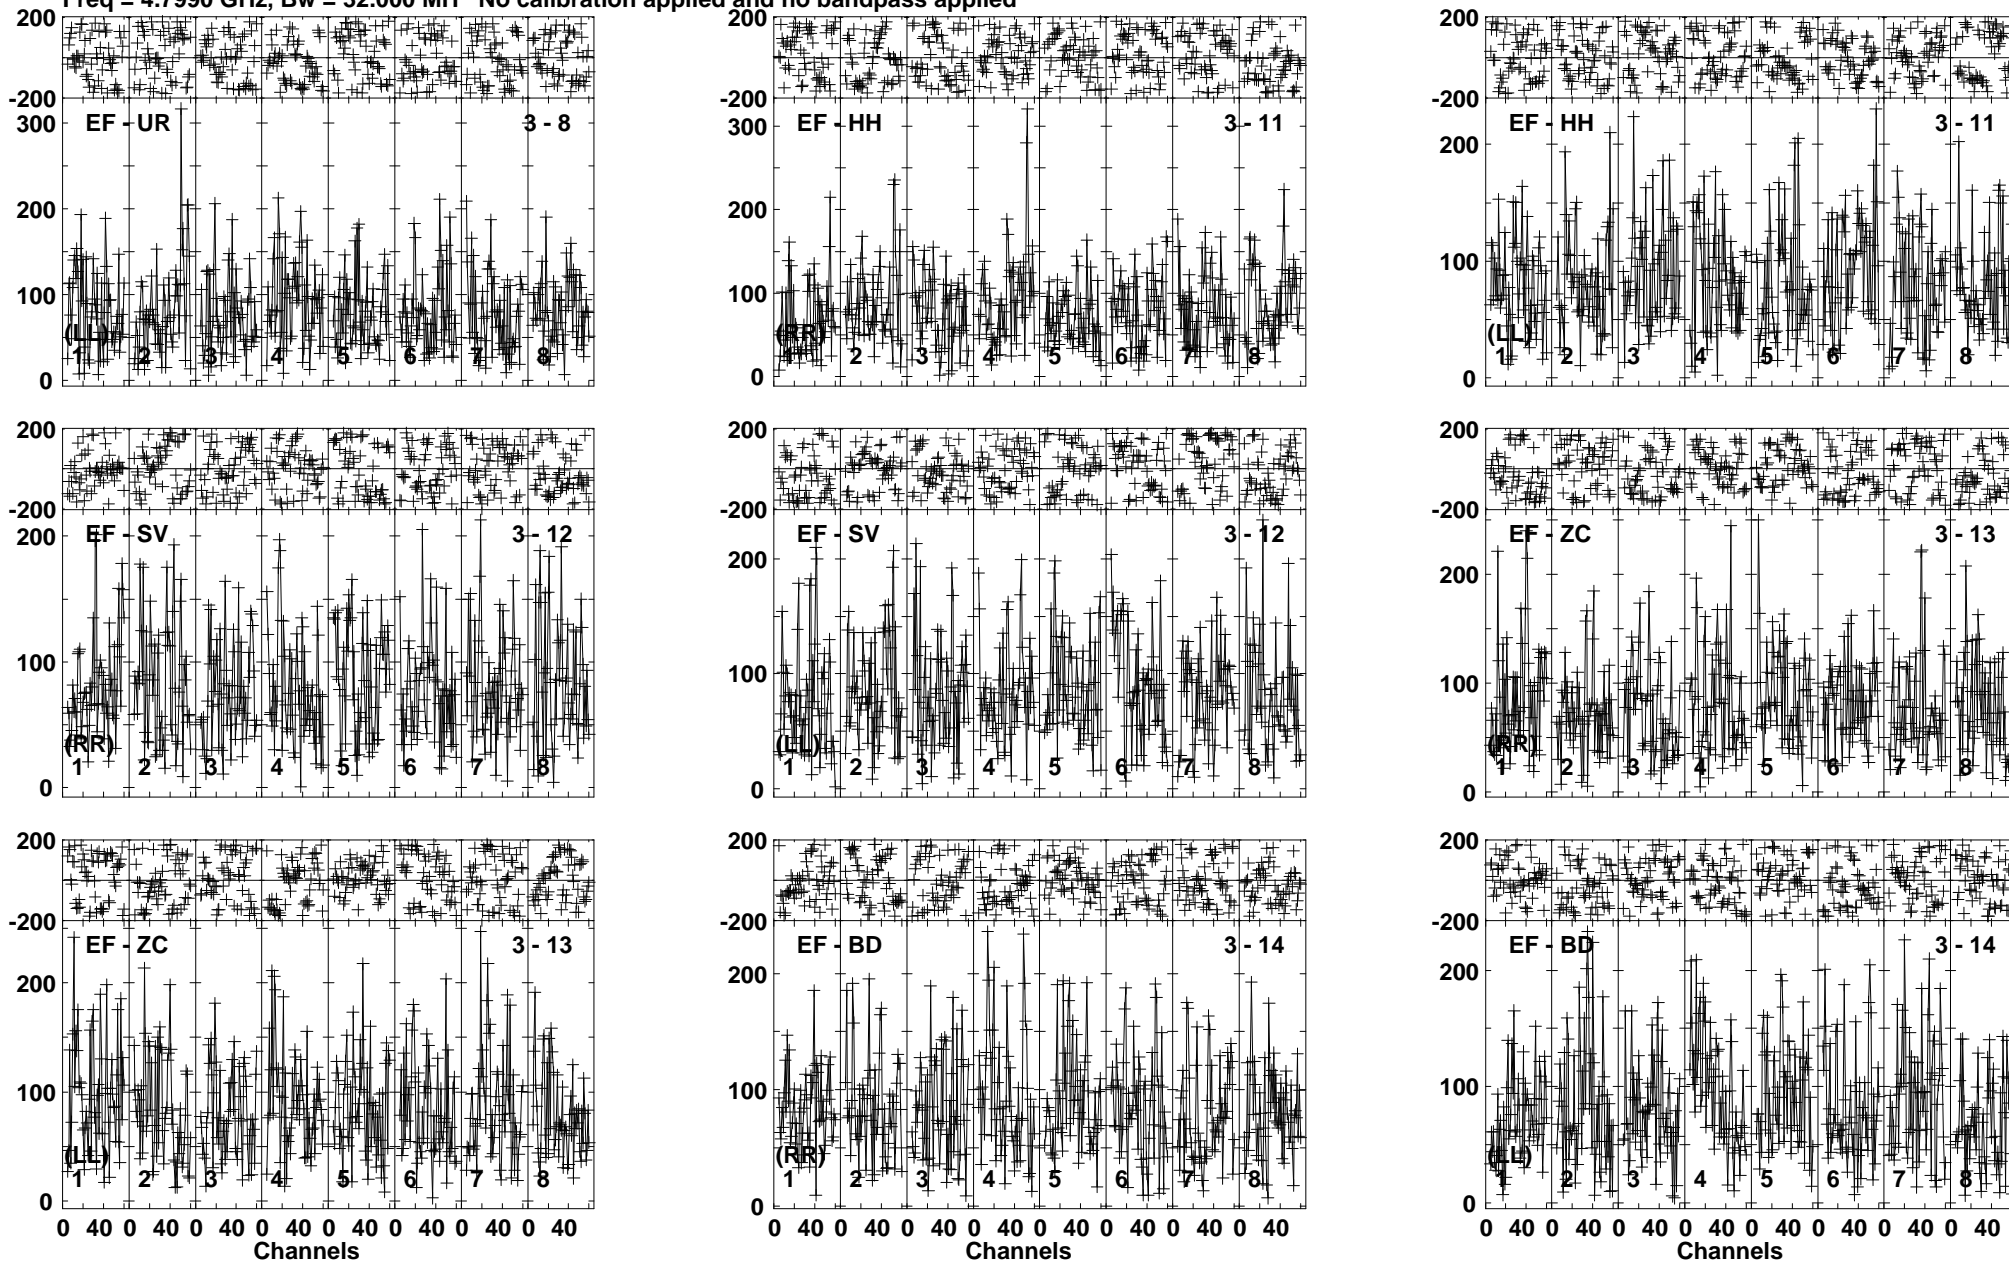 Freq = 4.7990 GHz, Bw = 32.000 MH No calibration applied and no bandpass applied
200 200 200
-200 -200 -200
EF - UR 3 - 8 EF - HH 3 - 11 EF - HH 3 - 11
300 300 200
200 200 100
100 100 0
0 0
(LL) (RR) (LL)
1 2 3 4 5 6 7 8 1 2 3 4 5 6 7 8 1 2 3 4 5 6 7 8
200 200 200
-200 -200 -200
EF - SV 3 - 12 EF - SV 3 - 12 EF - ZC 3 - 13
200 200 200
100 100 100
0 0 0
(RR) (LL) (RR)
1 2 3 4 5 6 7 8 1 2 3 4 5 6 7 8 1 2 3 4 5 6 7 8
200 200 200
-200 -200 -200
EF - ZC 3 - 13 EF - BD 3 - 14 EF - BD 3 - 14
200 200 200
100 100 100
0 0 0
(LL) (RR) (LL)
1 2 3 4 5 6 7 8 1 2 3 4 5 6 7 8 1 2 3 4 5 6 7 8
0 40 0 40 0 40 0 40 0 40 0 40 0 40 0 40 0 40 0 40 0 40 0 40 0 40 0 40 0 40 0 40 0 40 0 40 0 40 0 40 0 40 0 40 0 40 0 40
Channels Channels Channels